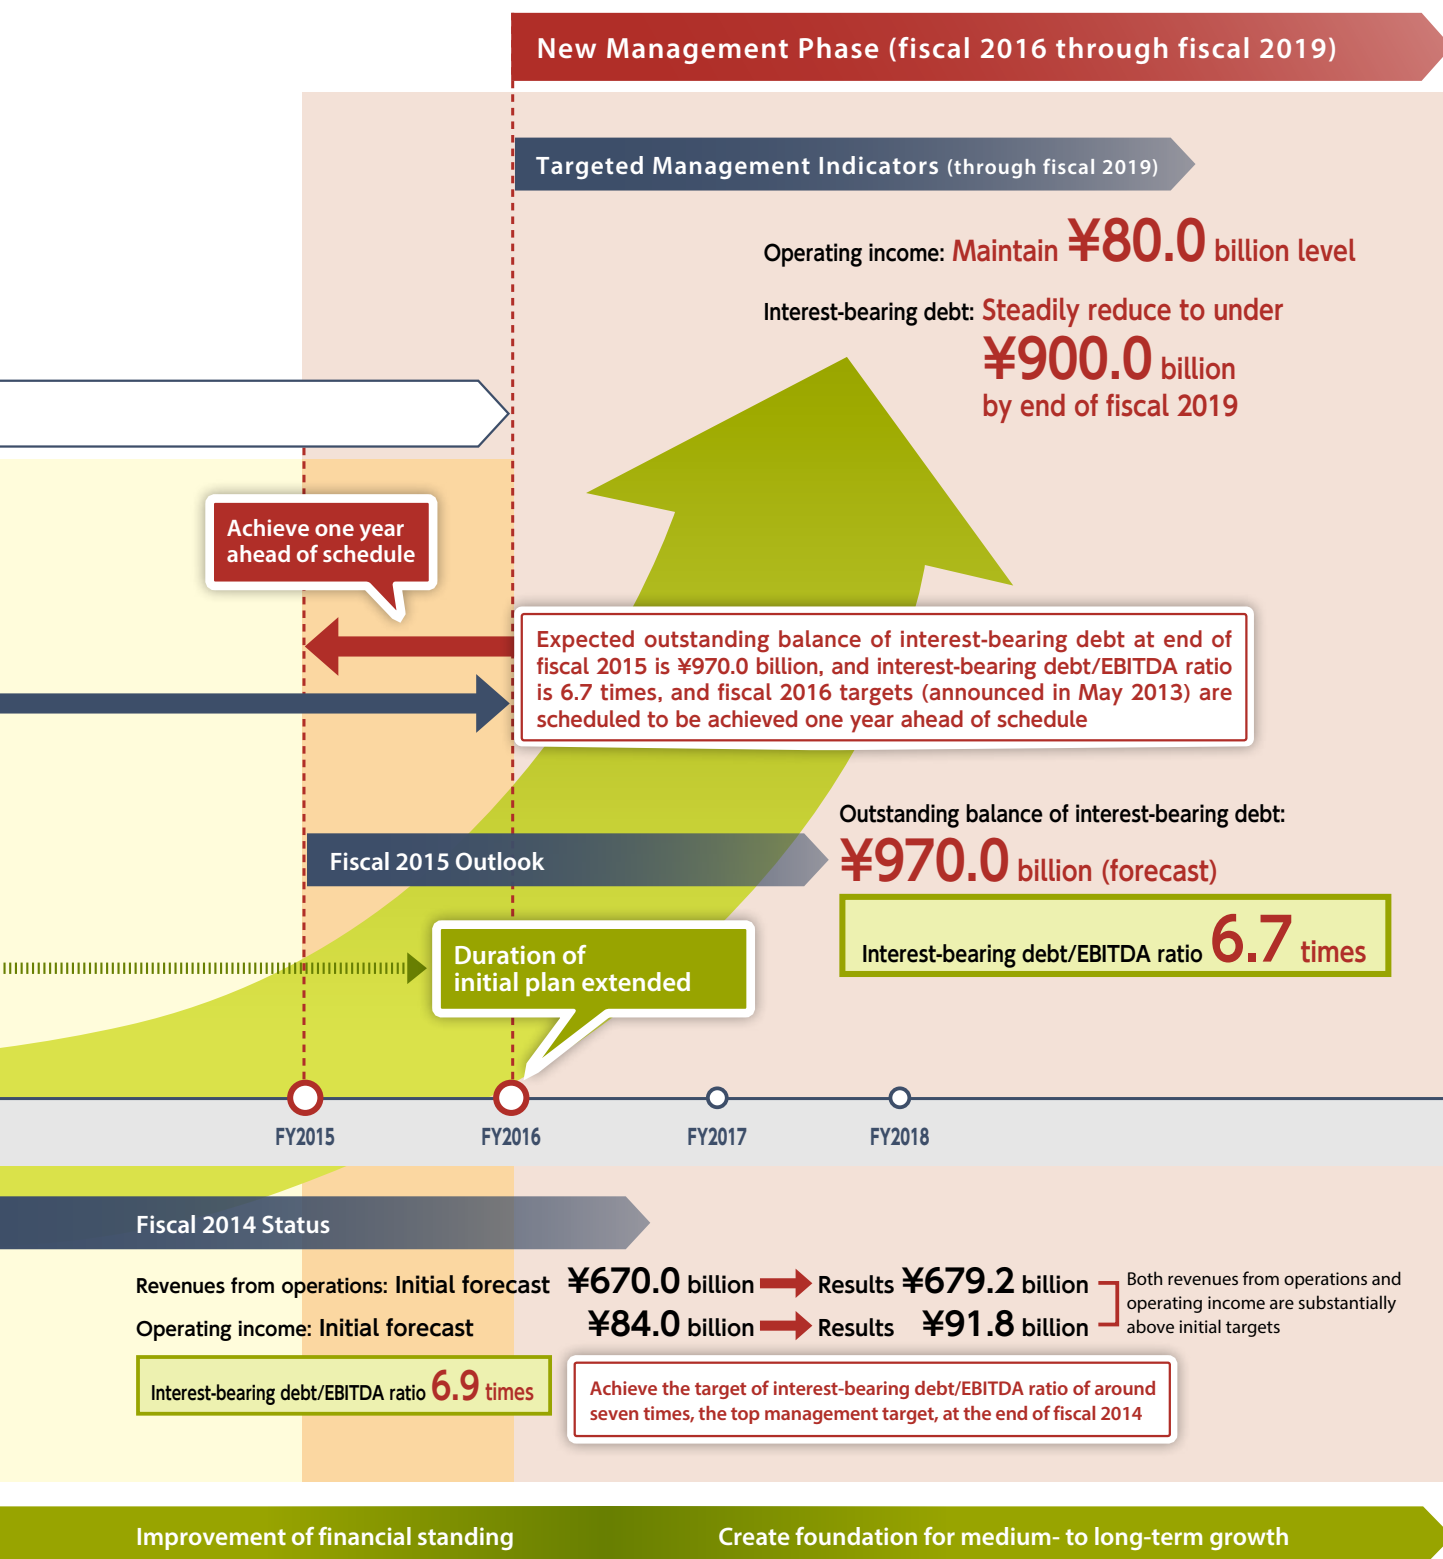 New Management Phase (fiscal 2016 through fiscal 2019)
Targeted Management Indicators (through fiscal 2019)
Operating income: Maintain ¥80.0 billion level
Interest-bearing debt: Steadily reduce to under
¥900.0 billion
by end of fiscal 2019
Achieve one year
ahead of schedule
Expected outstanding balance of interest-bearing debt at end of
fiscal 2015 is ¥970.0 billion, and interest-bearing debt/EBITDA ratio
is 6.7 times, and fiscal 2016 targets (announced in May 2013) are
scheduled to be achieved one year ahead of schedule
Outstanding balance of interest-bearing debt:
Fiscal 2015 Outlook
¥970.0 billion (forecast)
Interest-bearing debt/EBITDA ratio 6.7 times
Duration of
initial plan extended
FY2015 FY2016 FY2017 FY2018
Fiscal 2014 Status
Revenues from operations: Initial forecast ¥670.0 billion Results ¥679.2 billion
Operating income: Initial forecast ¥84.0 billion Results ¥91.8 billion
Both revenues from operations and
operating income are substantially
above initial targets
Interest-bearing debt/EBITDA ratio 6.9 times
Achieve the target of interest-bearing debt/EBITDA ratio of around
seven times, the top management target, at the end of fiscal 2014
Improvement of financial standing
Create foundation for medium- to long-term growth